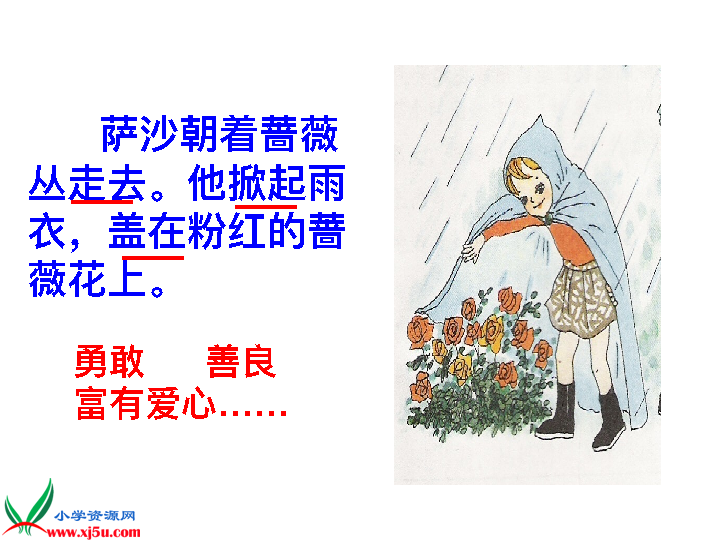 萨沙朝着蔷薇
丛走去。他掀起雨
衣，盖在粉红的蔷
薇花上。
勇敢 善良
富有爱心……
小学资源网
www.xj5u.com